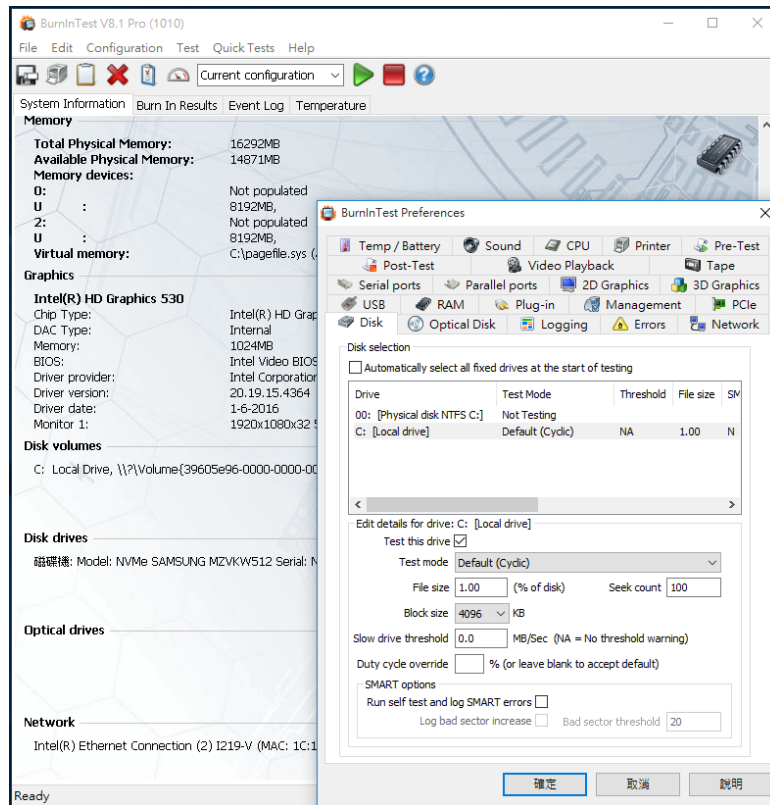 BurnInTest V8.1 Pro (1010)
File Edit Configuration Test Quick Tests Help
Current configuration
System Information Burn In Results Event Log Temperature
Memory
Total Physical Memory: 16292MB
Available Physical Memory: 14871MB
Memory devices:
0: Not populated
U : 8192MB,
2: Not populated
U : 8192MB,
Virtual memory: C:\pagefile.sys (.
Graphics
Intel(R) HD Graphics 530
Chip Type: Intel(R) HD Grap
DAC Type: Internal
Memory: 1024MB
BIOS: Intel Video BIOS
Driver provider: Intel Corporation
Driver version: 20.19.15.4364
Driver date: 1-6-2016
Monitor 1: 1920x1080x32 5
Disk volumes
C: Local Drive, \\?\Volume{39605e96-0000-0000-00
Disk drives
磁碟機: Model: NVMe SAMSUNG MZVKW512 Serial: N
Optical drives
Network
Intel(R) Ethernet Connection (2) I219-V (MAC: 1C:1
Ready
BurnInTest Preferences
Temp / Battery Sound CPU Printer Pre-Test
Post-Test Video Playback Tape
Serial ports Parallel ports 2D Graphics 3D Graphics
USB RAM Plug-in Management PCIe
Disk Optical Disk Logging Errors Network
Disk selection
Automatically select all fixed drives at the start of testing
Drive Test Mode Threshold File size SM
00: [Physical disk NTFS C:] Not Testing
C: [Local drive] Default (Cyclic) NA 1.00 N
Edit details for drive: C: [Local drive]
Test this drive
Test mode Default (Cyclic)
File size 1.00 (% of disk) Seek count 100
Block size 4096 KB
Slow drive threshold 0.0 MB/Sec (NA = No threshold warning)
Duty cycle override % (or leave blank to accept default)
SMART options
Run self test and log SMART errors
Log bad sector increase Bad sector threshold 20
確定 取消 說明